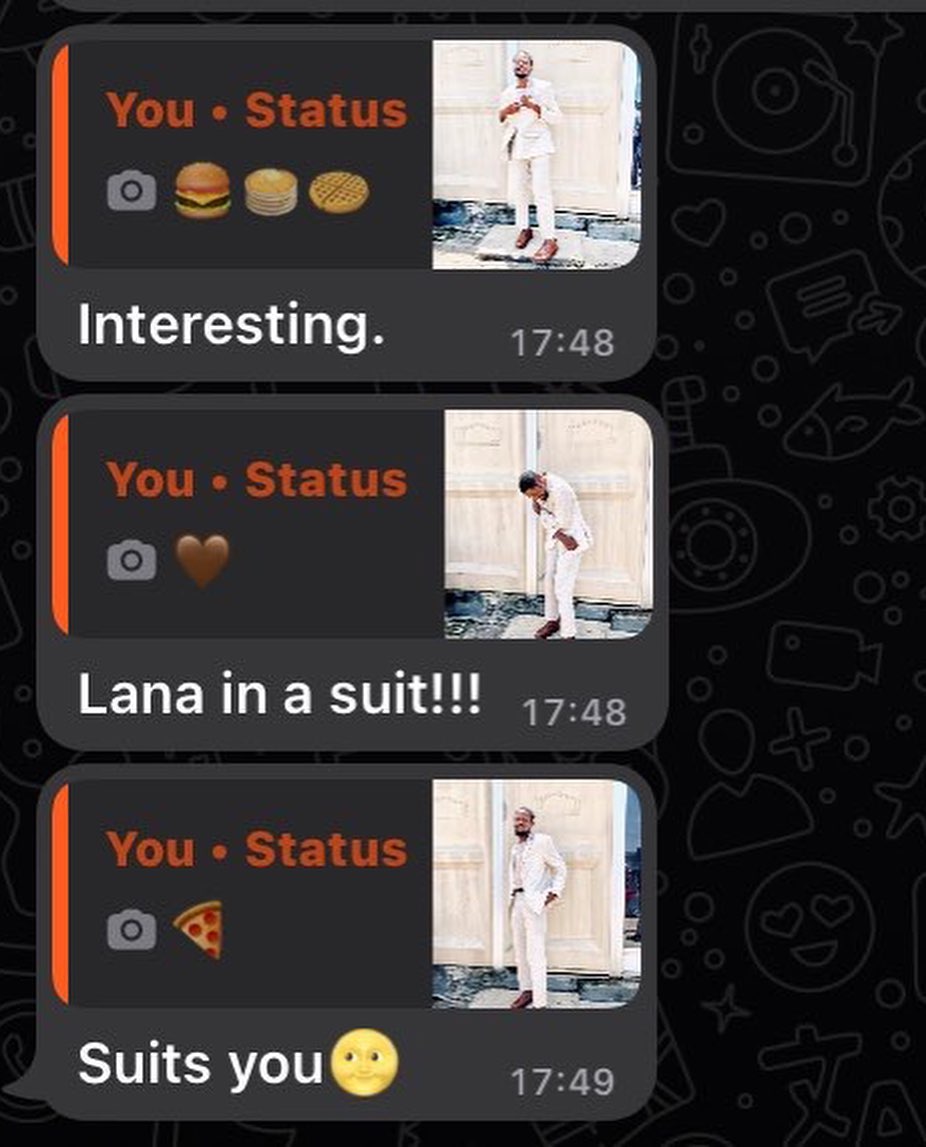 You • Status
🍔🥞🧇
Interesting.
17:48
You • Status
🤎
Lana in a suit!!!
17:48
You • Status
🍕
Suits you🌝
17:49